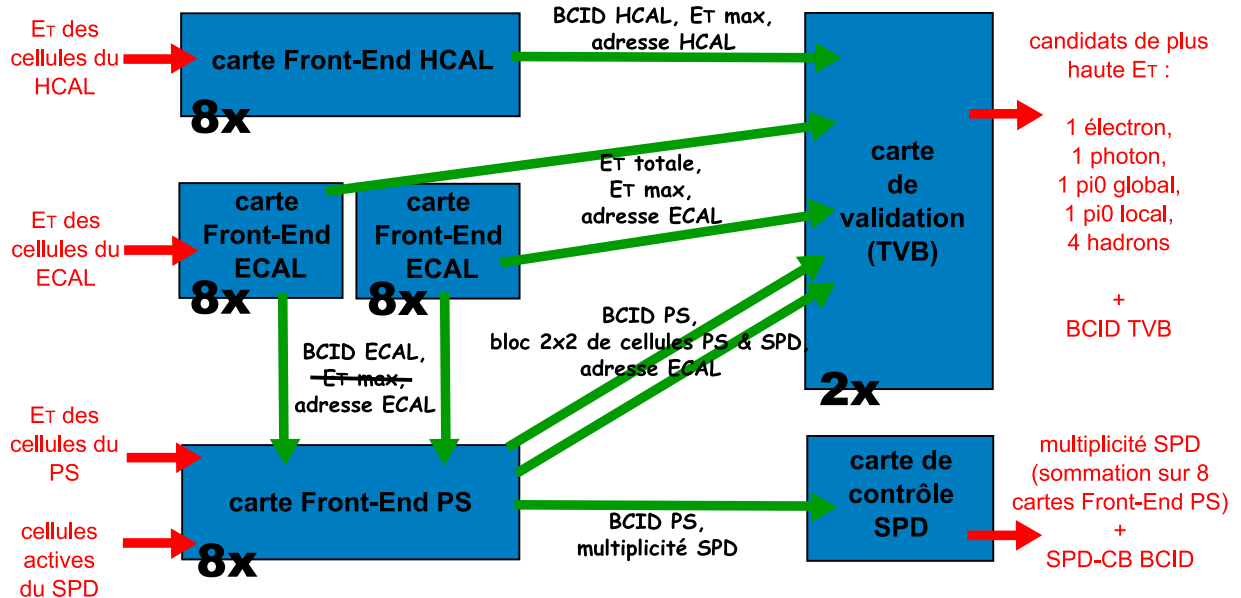 ET des
cellules du
HCAL
carte Front-End HCAL
8x
BCID HCAL, ET max,
adresse HCAL
ET des
cellules du
ECAL
carte
Front-End
ECAL
8x
carte
Front-End
ECAL
8x
ET totale,
ET max,
adresse ECAL
carte
de
validation
(TVB)
2x
candidats de plus
haute ET :
1 électron,
1 photon,
1 pi0 global,
1 pi0 local,
4 hadrons
+
BCID TVB
BCID ECAL,
ET max,
adresse ECAL
BCID PS,
bloc 2x2 de cellules PS & SPD,
adresse ECAL
ET des
cellules du
PS
cellules
actives
du SPD
carte Front-End PS
8x
BCID PS,
multiplicité SPD
carte de
contrôle
SPD
multiplicité SPD
(sommation sur 8
cartes Front-End PS)
+
SPD-CB BCID